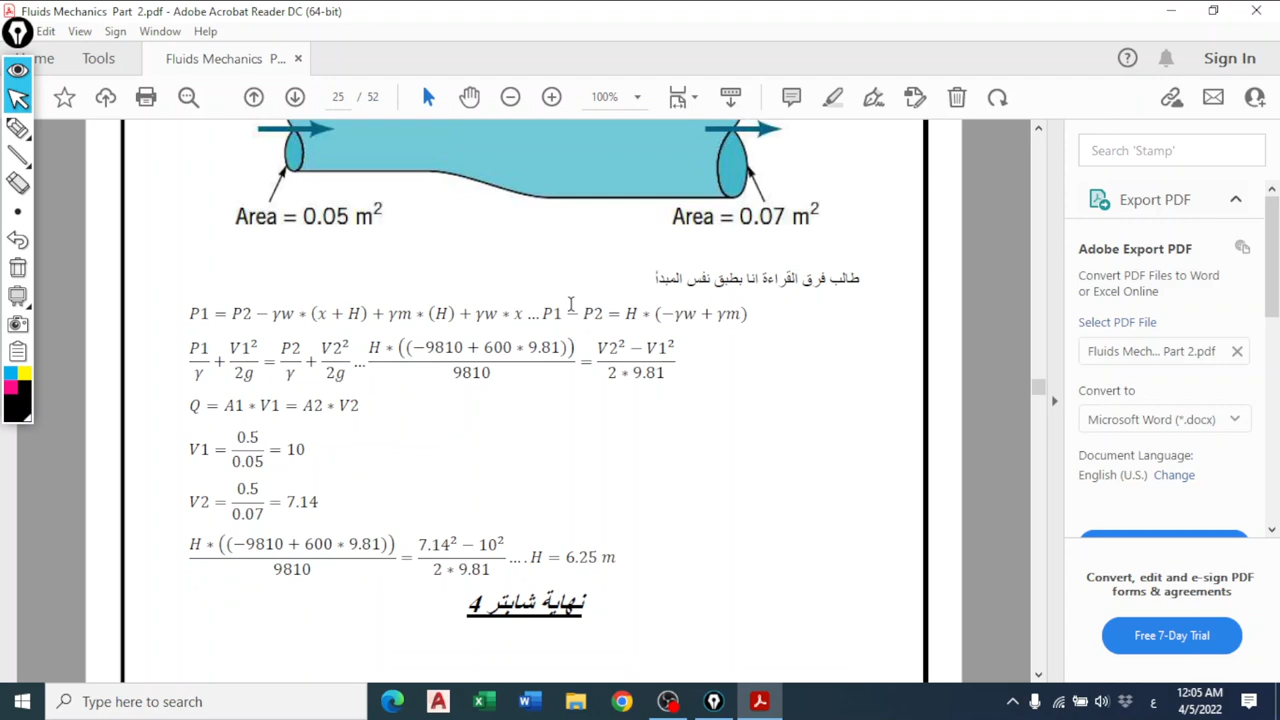 Fluids Mechanics Part 2.pdf - Adobe Acrobat Reader DC (64-bit)
Edit View Sign Window Help
me Tools Fluids Mechanics P... × Sign In
25 / 52 100%
Search 'Stamp'
Export PDF
Adobe Export PDF
Convert PDF Files to Word
or Excel Online
Select PDF File
Fluids Mech... Part 2.pdf ×
Convert to
Microsoft Word (*.docx)
Document Language:
English (U.S.) Change
Convert, edit and e-sign PDF
forms & agreements
Free 7-Day Trial
Area = 0.05 m²
Area = 0.07 m²
طالب فرق القراءة انا بطبق نفس المبدأ
P1 = P2 − γw ∗ (x + H) + γm ∗ (H) + γw ∗ x … P1 − P2 = H ∗ (−γw + γm)
P1/γ + V1²/2g = P2/γ + V2²/2g … H ∗ ((−9810 + 600 ∗ 9.81))/9810 = V2² − V1²/2 ∗ 9.81
Q = A1 ∗ V1 = A2 ∗ V2
V1 = 0.5/0.05 = 10
V2 = 0.5/0.07 = 7.14
H ∗ ((−9810 + 600 ∗ 9.81))/9810 = 7.14² − 10²/2 ∗ 9.81 …. H = 6.25 m
نهاية شابتر 4
Type here to search
ع
12:05 AM
4/5/2022